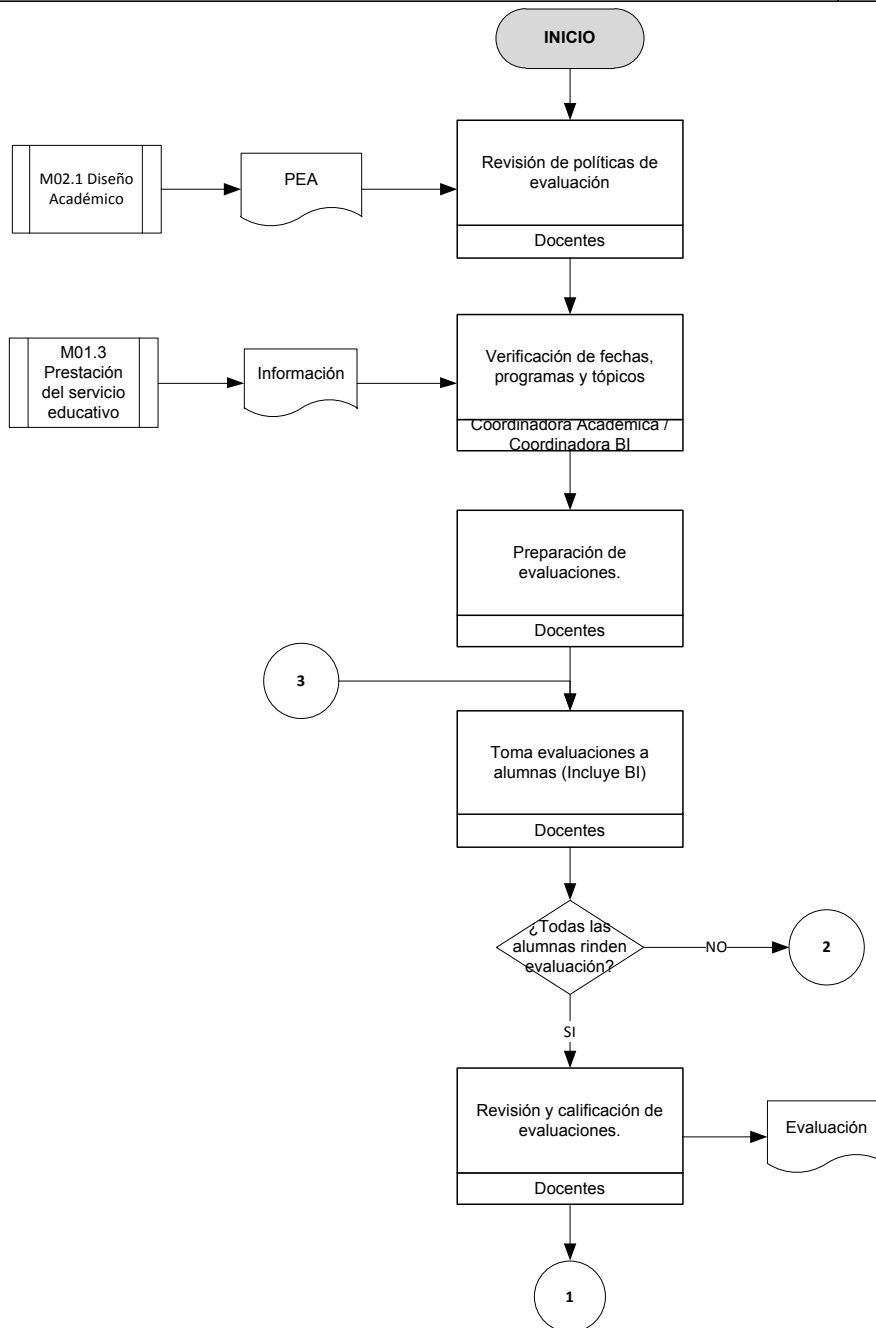 INICIO
Revisión de políticas de
evaluación
Docentes
M02.1 Diseño
Académico
PEA
Verificación de fechas,
programas y tópicos
Coordinadora Académica /
Coordinadora BI
M01.3
Prestación
del servicio
educativo
Información
Preparación de
evaluaciones.
Docentes
3
Toma evaluaciones a
alumnas (Incluye BI)
Docentes
¿Todas las
alumnas rinden
evaluación?
NO
2
SI
Revisión y calificación de
evaluaciones.
Docentes
Evaluación
1